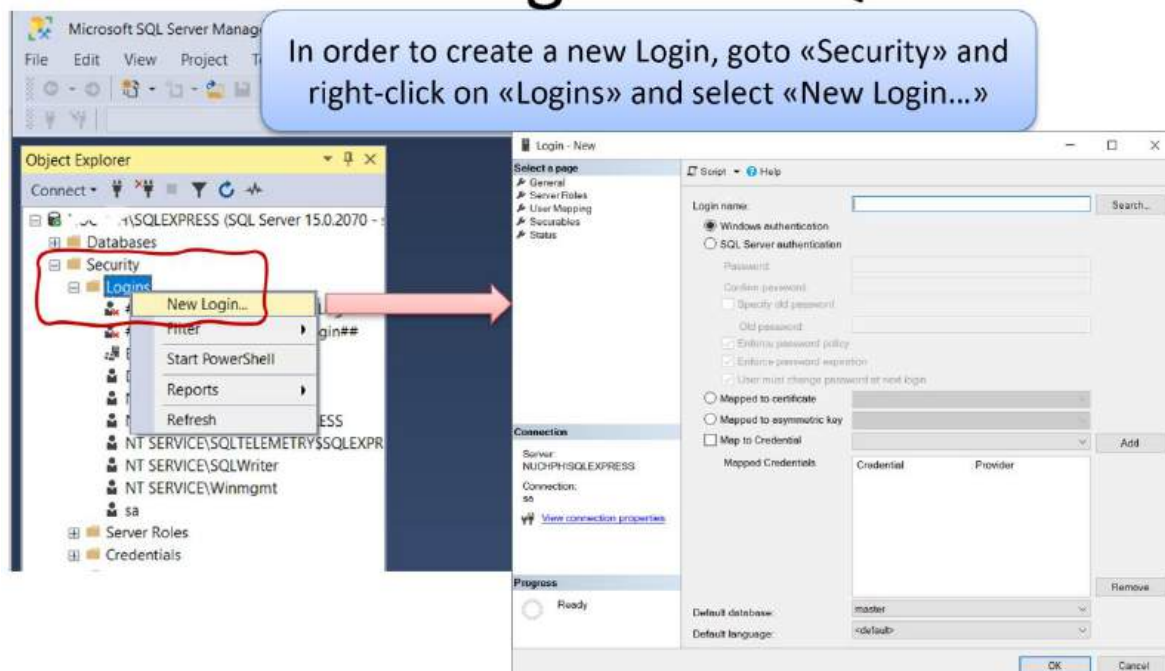 Microsoft SQL Server Manag
File Edit View Project T
In order to create a new Login, goto «Security» and
right-click on «Logins» and select «New Login...»
Object Explorer
Connect
\SQLEXPRESS (SQL Server 15.0.2070 - s
Databases
Security
Logins
New Login...
Filter
gin##
Start PowerShell
Reports
Refresh
ESS
NT SERVICE\SQLTELEMETRY$SQLEXPR
NT SERVICE\SQLWriter
NT SERVICE\Winmgmt
sa
Server Roles
Credentials
Login - New
Select a page
General
Server Roles
User Mapping
Securables
Status
Connection
Server:
NUCHPH\SQLEXPRESS
Connection:
sa
View connection properties
Progress
Ready
Script Help
Login name: Search...
Windows authentication
SQL Server authentication
Password:
Confirm password:
Specify old password
Old password:
Enforce password policy
Enforce password expiration
User must change password at next login
Mapped to certificate
Mapped to asymmetric key
Map to Credential Add
Mapped Credentials Credential Provider
Remove
Default database: master
Default language: <default>
OK Cancel